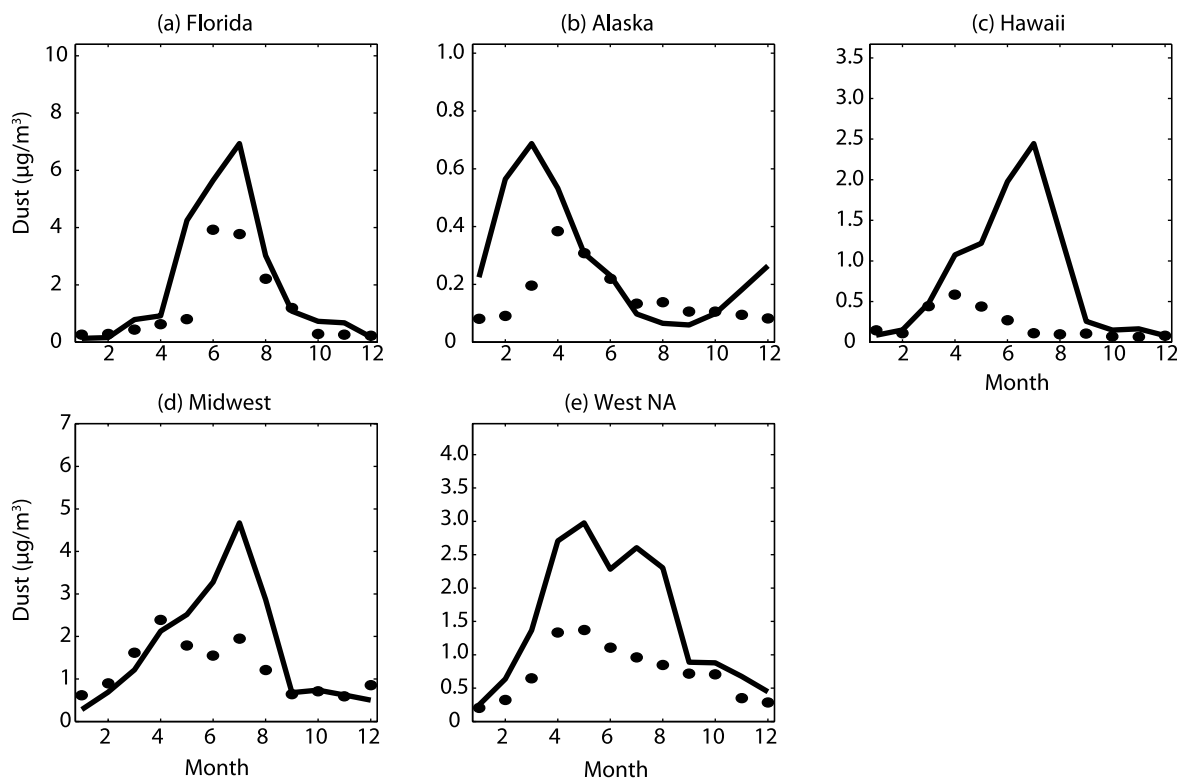 (a) Florida
(b) Alaska
(c) Hawaii
Dust (µg/m³)
10
8
6
4
2
0
2 4 6 8 10 12
1.0
0.8
0.6
0.4
0.2
0
2 4 6 8 10 12
3.5
3.0
2.5
2.0
1.5
1.0
0.5
0
2 4 6 8 10 12
Month
(d) Midwest
(e) West NA
Dust (µg/m³)
7
6
5
4
3
2
1
0
2 4 6 8 10 12
Month
4.0
3.5
3.0
2.5
2.0
1.5
1.0
0.5
0
2 4 6 8 10 12
Month